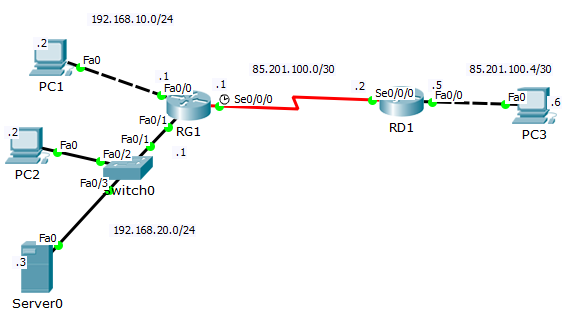 192.168.10.0/24
.2
Fa0
PC1
.1
Fa0/0
85.201.100.0/30
85.201.100.4/30
.1
Se0/0/0
RG1
Fa0/1
.2
Se0/0/0
RD1
.5
Fa0/0
Fa0
.6
PC3
.2
Fa0
PC2
Fa0/2
Fa0/1
.1
Fa0/3
Switch0
192.168.20.0/24
Fa0
.3
Server0